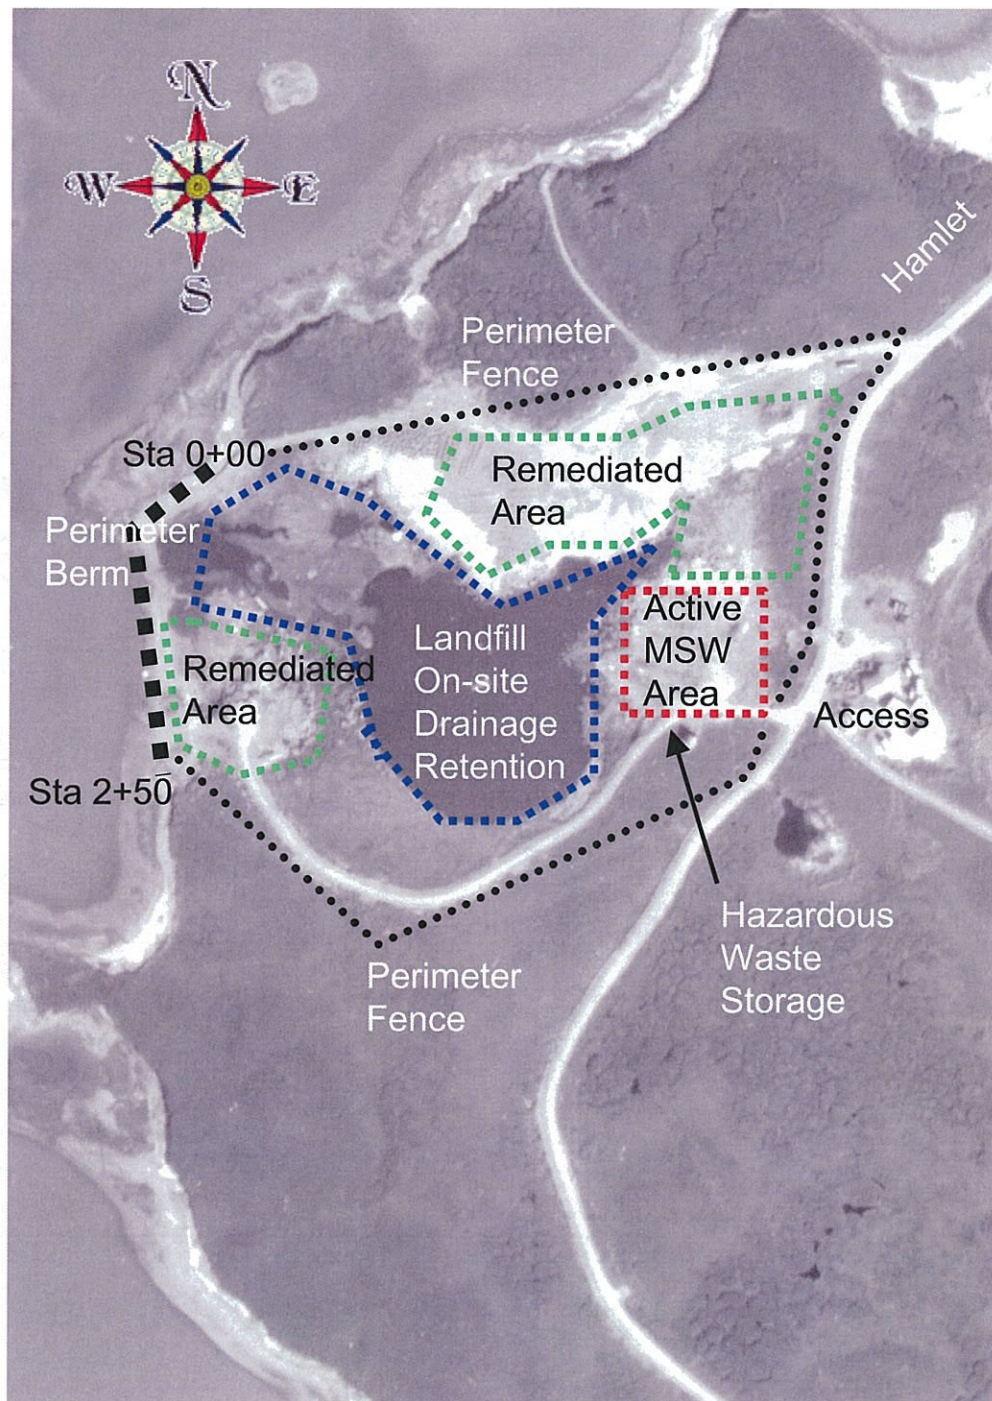 N
W
E
S
Hamlet
Perimeter
Fence
Sta 0+00
Remediated
Area
Perimeter
Berm
Active
MSW
Area
Landfill
On-site
Drainage
Retention
Remediated
Area
Access
Sta 2+50
Hazardous
Waste
Storage
Perimeter
Fence